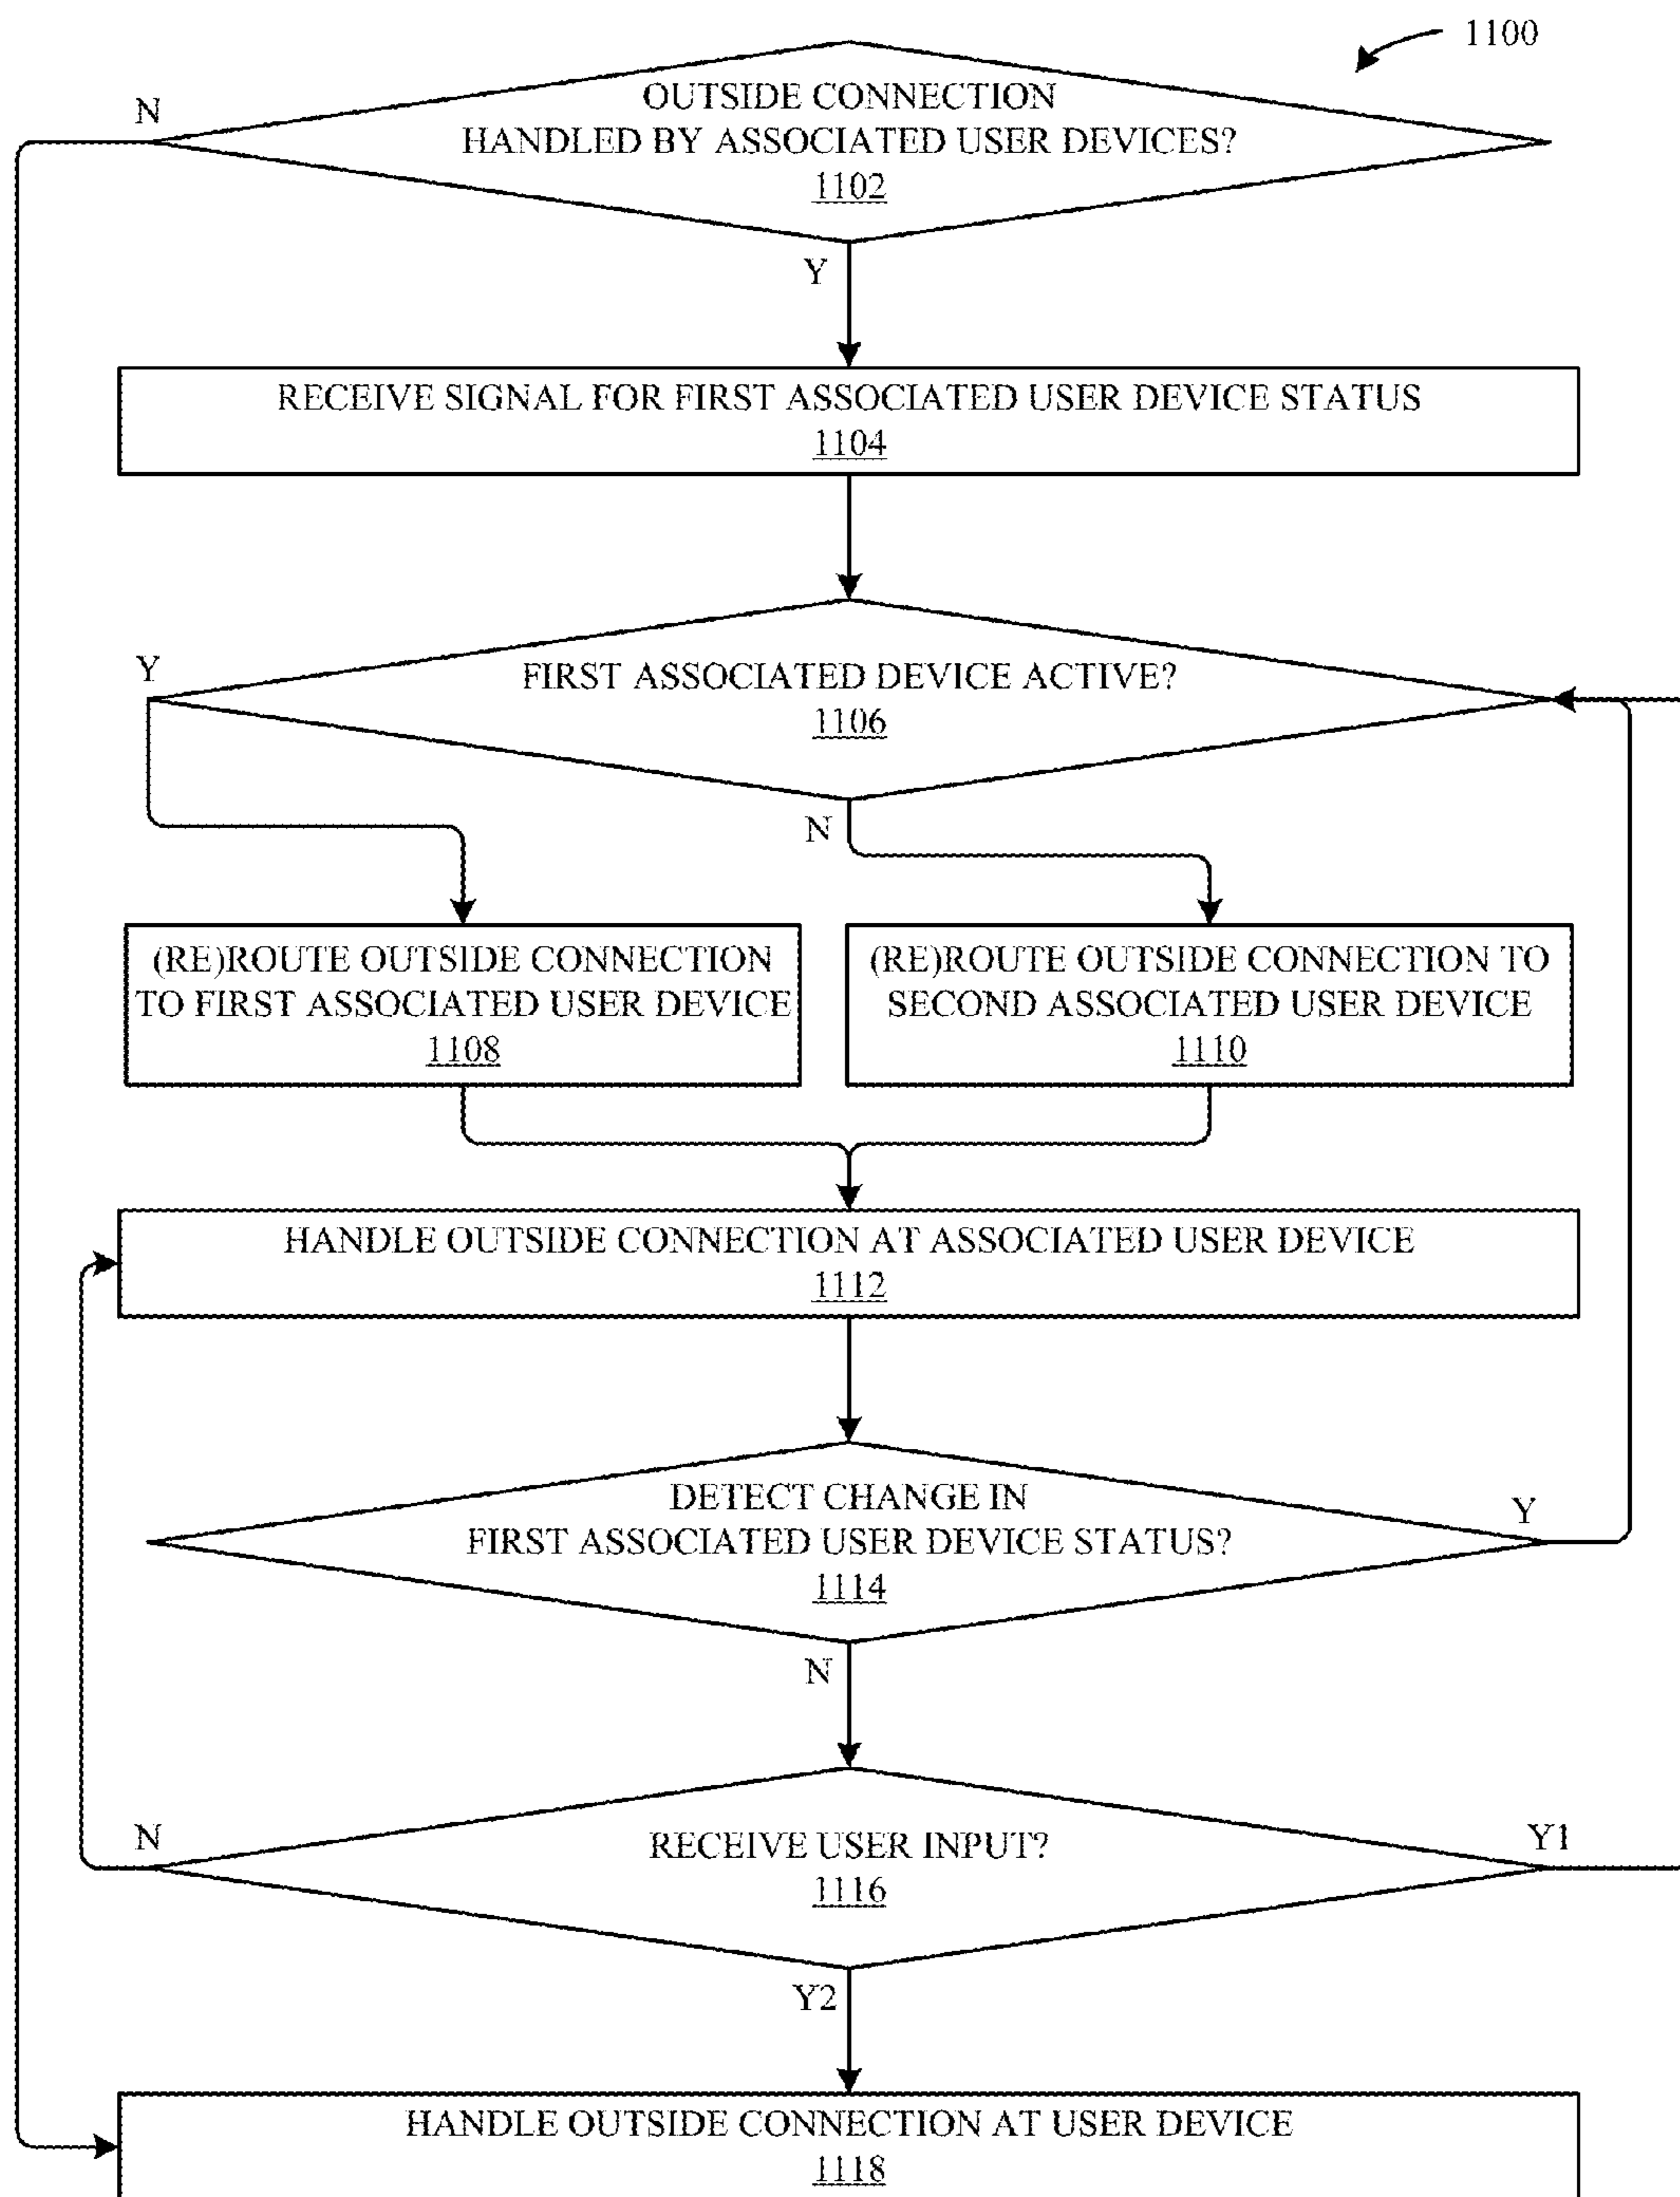 1100
OUTSIDE CONNECTION
HANDLED BY ASSOCIATED USER DEVICES?
1102
N
Y
RECEIVE SIGNAL FOR FIRST ASSOCIATED USER DEVICE STATUS
1104
FIRST ASSOCIATED DEVICE ACTIVE?
1106
Y
N
(RE)ROUTE OUTSIDE CONNECTION
TO FIRST ASSOCIATED USER DEVICE
1108
(RE)ROUTE OUTSIDE CONNECTION TO
SECOND ASSOCIATED USER DEVICE
1110
HANDLE OUTSIDE CONNECTION AT ASSOCIATED USER DEVICE
1112
DETECT CHANGE IN
FIRST ASSOCIATED USER DEVICE STATUS?
1114
Y
N
RECEIVE USER INPUT?
1116
N
Y1
Y2
HANDLE OUTSIDE CONNECTION AT USER DEVICE
1118